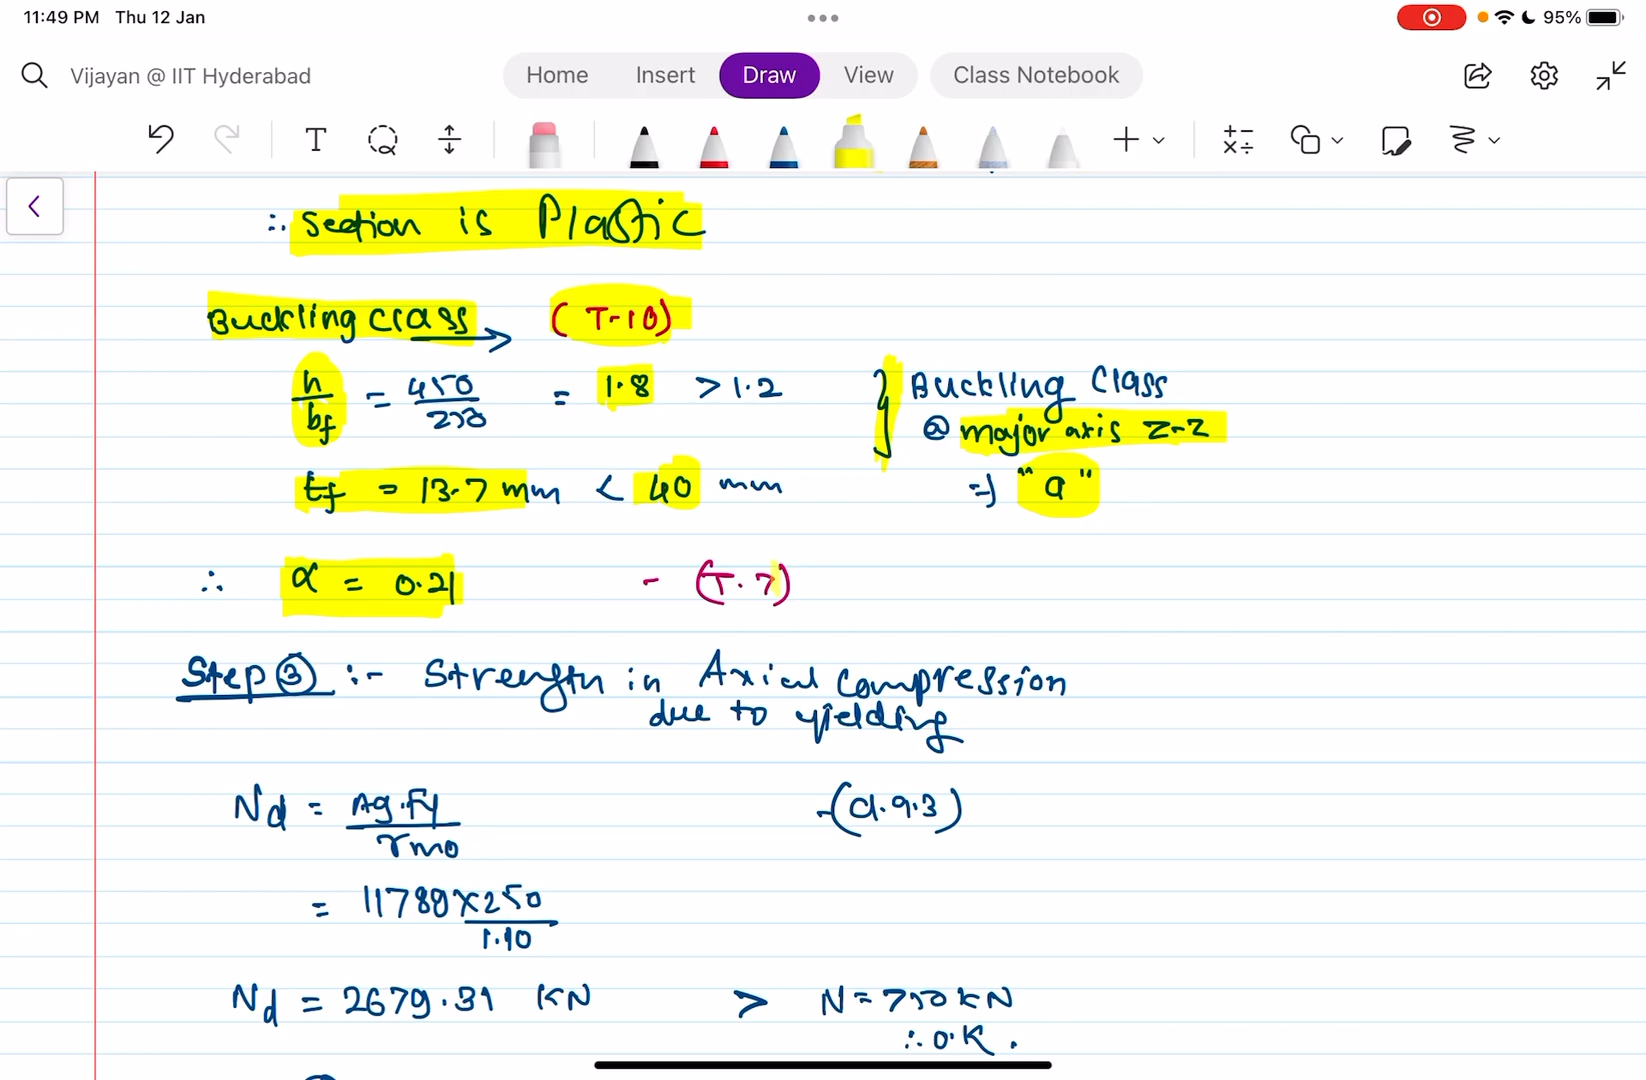 11:49 PM Thu 12 Jan 95%
Vijayan @ IIT Hyderabad Home Insert Draw View Class Notebook
∴ Section is Plastic
Buckling class → (T-10)
h/bf = 450/250 = 1.8 > 1.2 } Buckling Class
@ major axis z-z
tf = 13.7 mm < 40 mm ⇒ "a"
∴ α = 0.21 - (T.7)
Step ③ :- Strength in Axial compression
due to yielding
Nd = Ag.Fy/γmo -(cl.9.3)
= 11789×250/1.10
Nd = 2679.31 KN > N = 750 KN
∴ O.K.